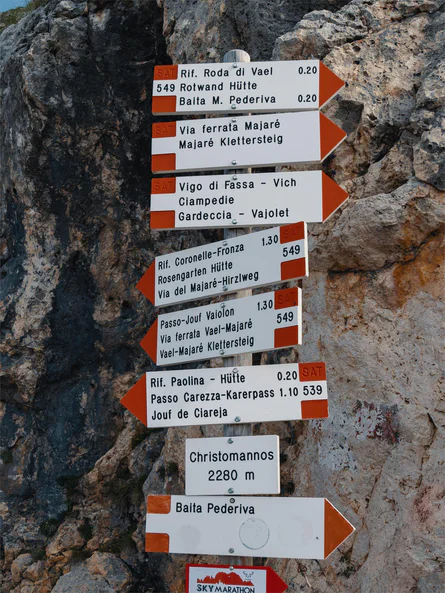 SAT Rif. Roda di Vael 0.20
549 Rotwand Hütte
Baita M. Pederiva 0.20
SAT Via ferrata Majaré
Majaré Klettersteig
SAT Vigo di Fassa - Vich
Ciampedie
Gardeccia - Vajolet
Rif. Coronelle-Fronza 1.30 SAT
Rosengarten Hütte 549
Via del Majaré-Hirzlweg
Passo-Jouf Vaiolon 1.30 SAT
Via ferrata Vael-Majaré 549
Vael-Majaré Klettersteig
Rif. Paolina - Hütte 0.20 SAT
Passo Carezza-Karerpass 1.10 539
Jouf de Ciareja
Christomannos
2280 m
Baita Pederiva
SKYMARATHON